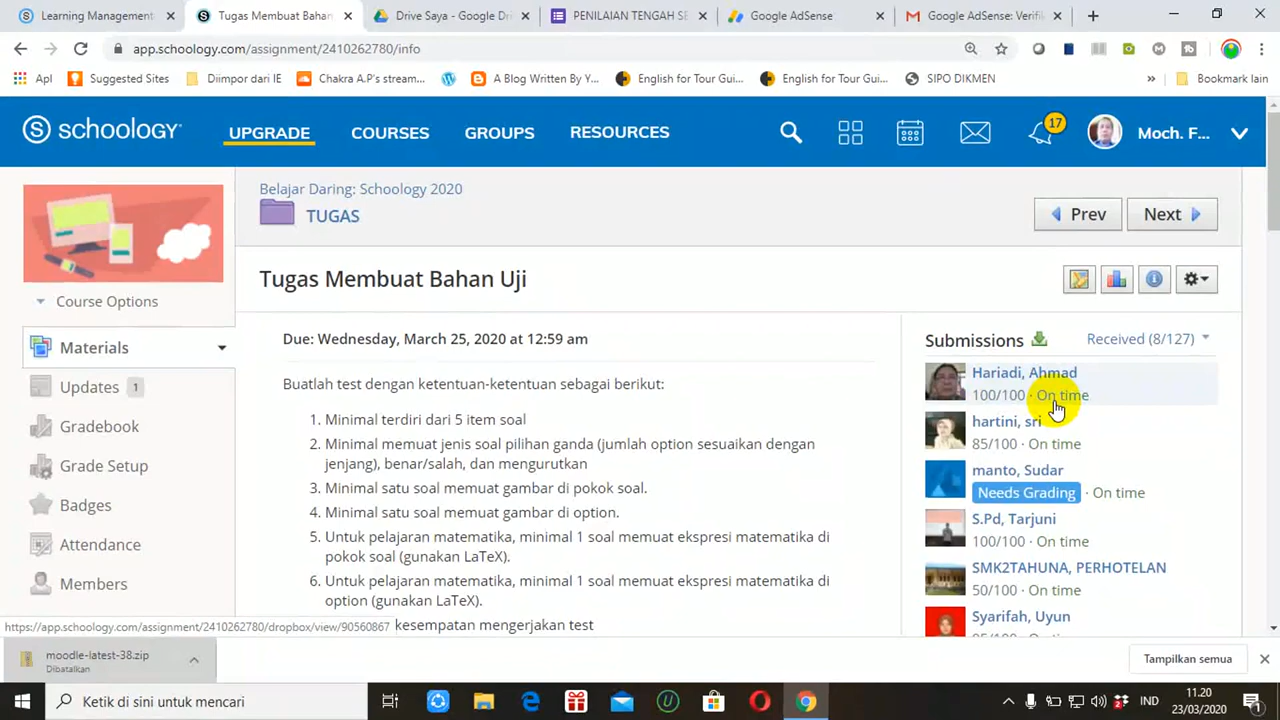 Learning Management
Tugas Membuat Bahan
Drive Saya - Google Dr
PENILAIAN TENGAH SE
Google AdSense
Google AdSense: Verifi
app.schoology.com/assignment/2410262780/info
Apl
Suggested Sites
Diimpor dari IE
Chakra A.P's stream...
A Blog Written By Y...
English for Tour Gui...
English for Tour Gui...
SIPO DIKMEN
Bookmark lain
schoology
UPGRADE
COURSES
GROUPS
RESOURCES
17
Moch. F...
Belajar Daring: Schoology 2020
TUGAS
Prev
Next
Tugas Membuat Bahan Uji
Course Options
Materials
Updates 1
Gradebook
Grade Setup
Badges
Attendance
Members
Due: Wednesday, March 25, 2020 at 12:59 am
Buatlah test dengan ketentuan-ketentuan sebagai berikut:
1. Minimal terdiri dari 5 item soal
2. Minimal memuat jenis soal pilihan ganda (jumlah option sesuaikan dengan
jenjang), benar/salah, dan mengurutkan
3. Minimal satu soal memuat gambar di pokok soal.
4. Minimal satu soal memuat gambar di option.
5. Untuk pelajaran matematika, minimal 1 soal memuat ekspresi matematika di
pokok soal (gunakan LaTeX).
6. Untuk pelajaran matematika, minimal 1 soal memuat ekspresi matematika di
option (gunakan LaTeX).
kesempatan mengerjakan test
Submissions
Received (8/127)
Hariadi, Ahmad
100/100 · On time
hartini, sri
85/100 · On time
manto, Sudar
Needs Grading · On time
S.Pd, Tarjuni
100/100 · On time
SMK2TAHUNA, PERHOTELAN
50/100 · On time
Syarifah, Uyun
https://app.schoology.com/assignment/2410262780/dropbox/view/90560867
moodle-latest-38.zip
Dibatalkan
Tampilkan semua
Ketik di sini untuk mencari
IND
11.20
23/03/2020